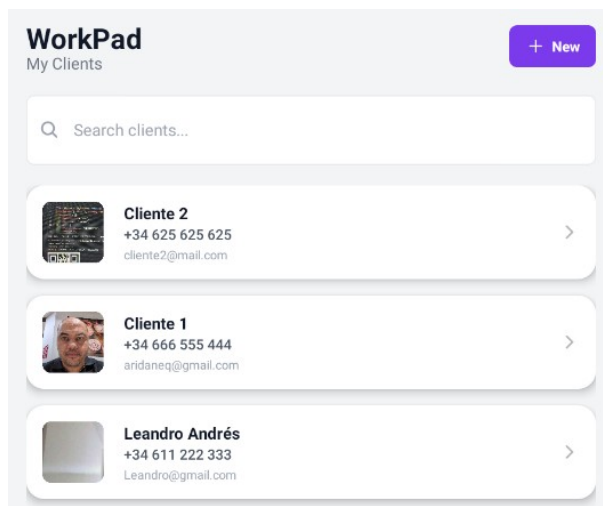 WorkPad
My Clients
+ New
Search clients...
Cliente 2
+34 625 625 625
cliente2@mail.com
Cliente 1
+34 666 555 444
aridaneq@gmail.com
Leandro Andrés
+34 611 222 333
Leandro@gmail.com